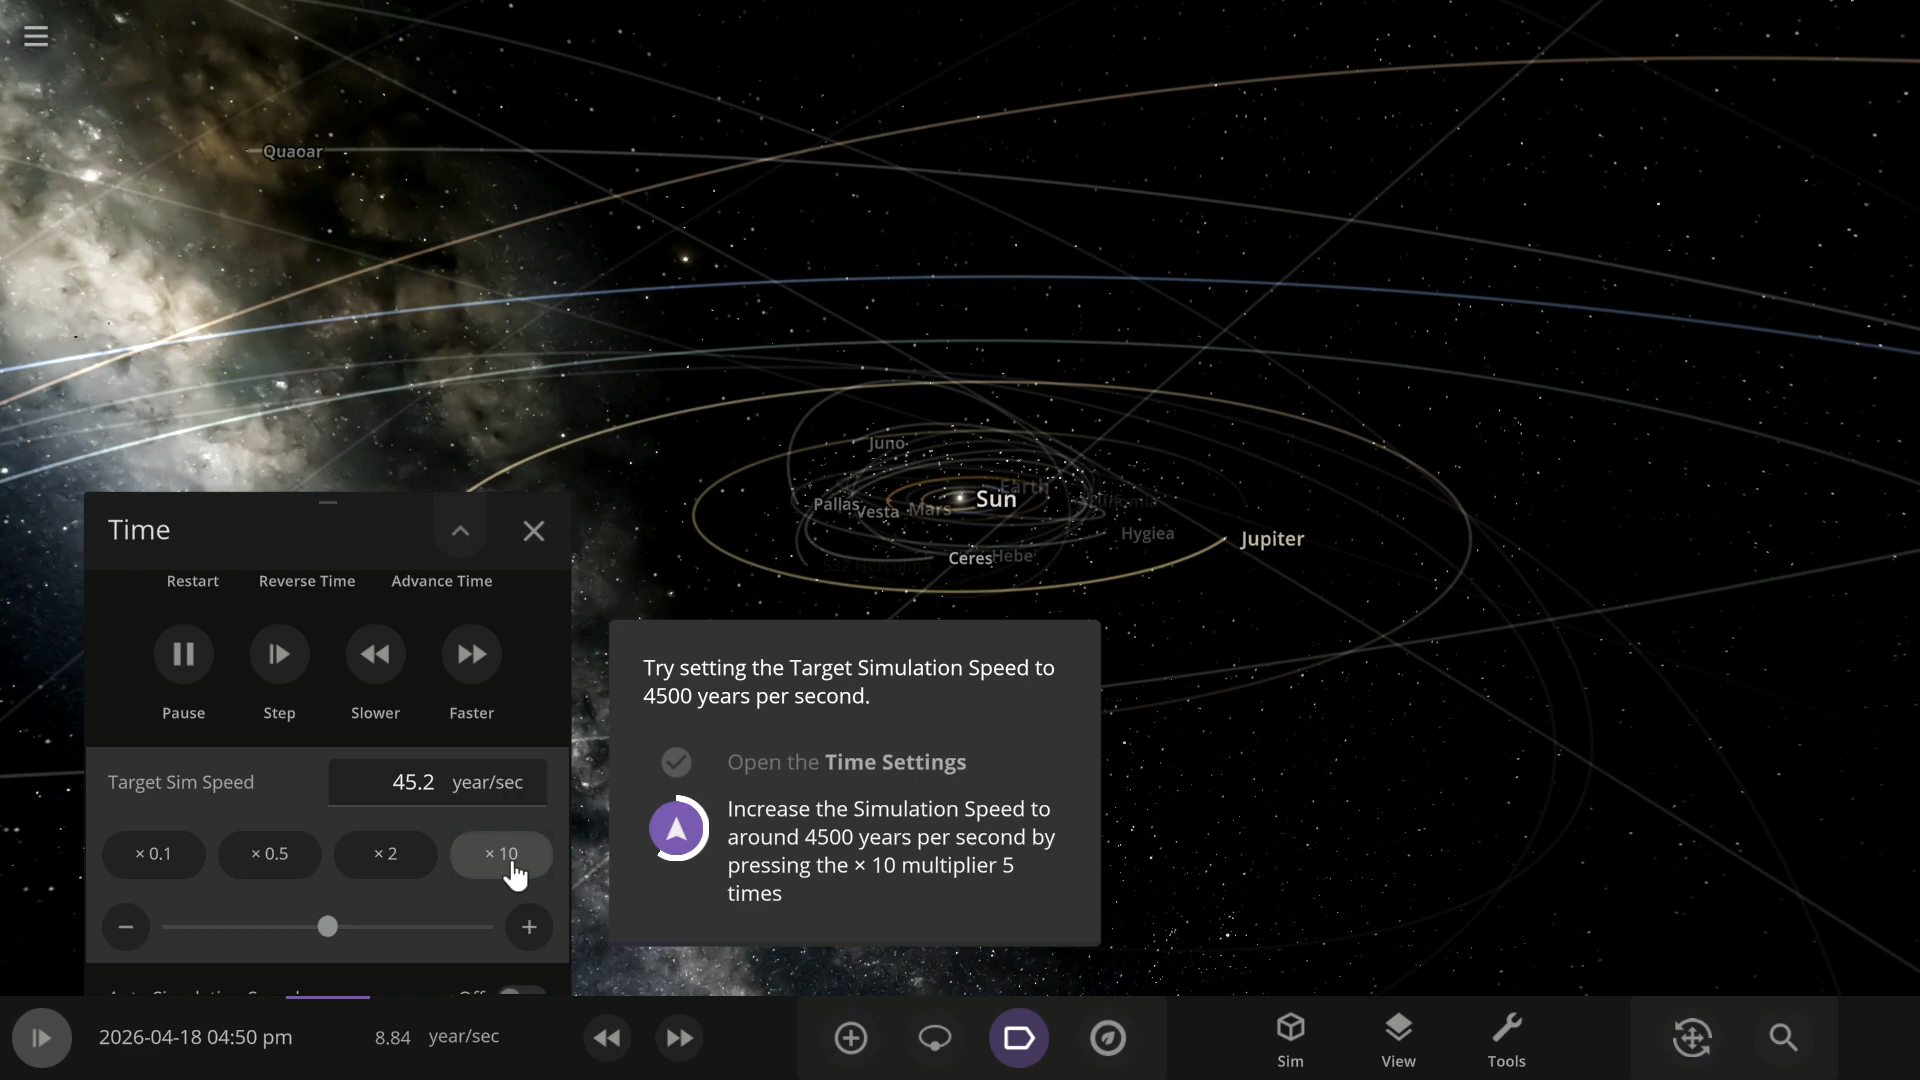 Quaoar
Juno
Earth
Sun
Pallas
Vesta
Mars
Hygiea
Jupiter
Ceres
Hebe
532 Herculina
Time
Restart
Reverse Time
Advance Time
Pause
Step
Slower
Faster
Target Sim Speed
45.2 year/sec
× 0.1
× 0.5
× 2
× 10
Try setting the Target Simulation Speed to
4500 years per second.
Open the Time Settings
Increase the Simulation Speed to
around 4500 years per second by
pressing the × 10 multiplier 5
times
2026-04-18 04:50 pm
8.84 year/sec
Sim
View
Tools